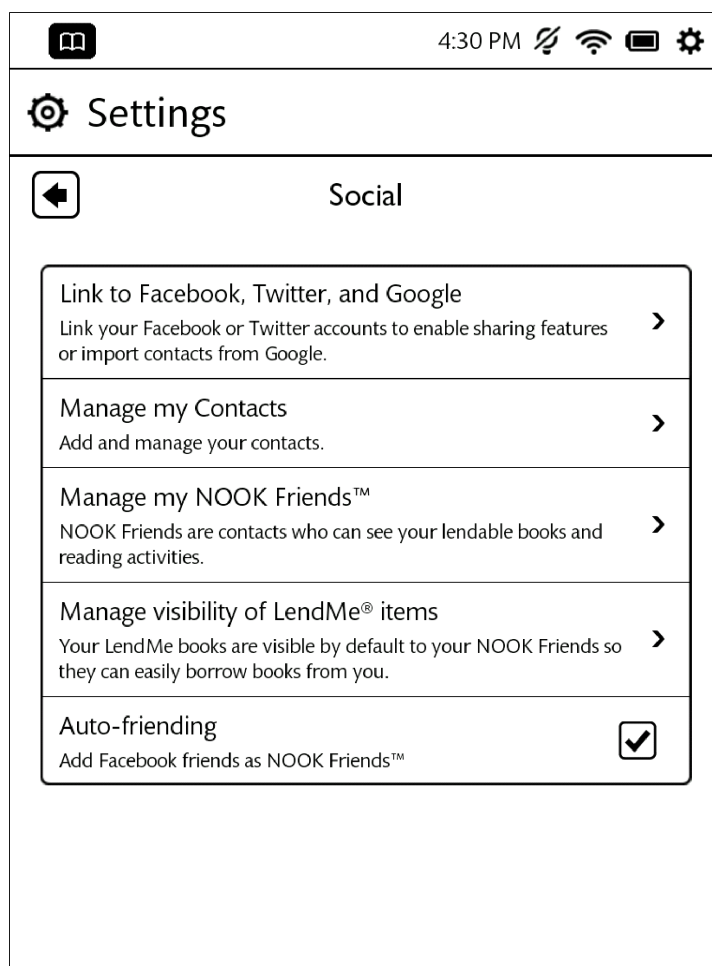 4:30 PM
Settings
Social
Link to Facebook, Twitter, and Google
Link your Facebook or Twitter accounts to enable sharing features
or import contacts from Google.
Manage my Contacts
Add and manage your contacts.
Manage my NOOK Friends™
NOOK Friends are contacts who can see your lendable books and
reading activities.
Manage visibility of LendMe® items
Your LendMe books are visible by default to your NOOK Friends so
they can easily borrow books from you.
Auto-friending
Add Facebook friends as NOOK Friends™